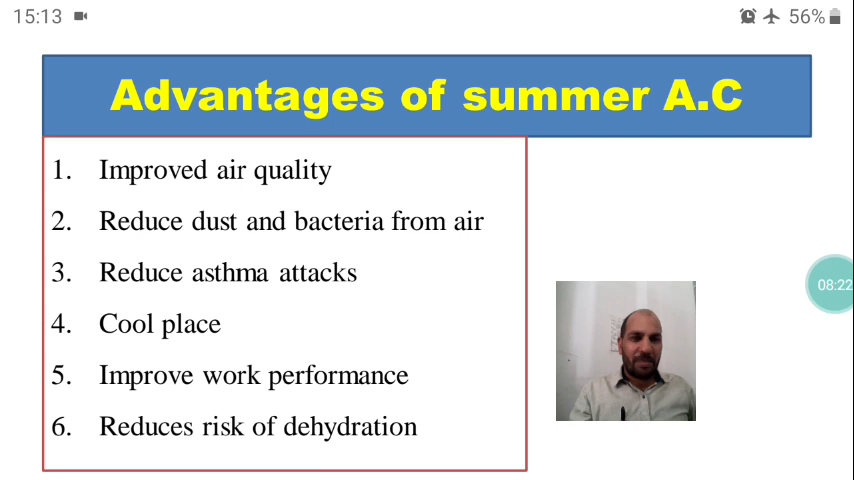 15:13
56%
Advantages of summer A.C
1. Improved air quality
2. Reduce dust and bacteria from air
3. Reduce asthma attacks
4. Cool place
5. Improve work performance
6. Reduces risk of dehydration
08:22